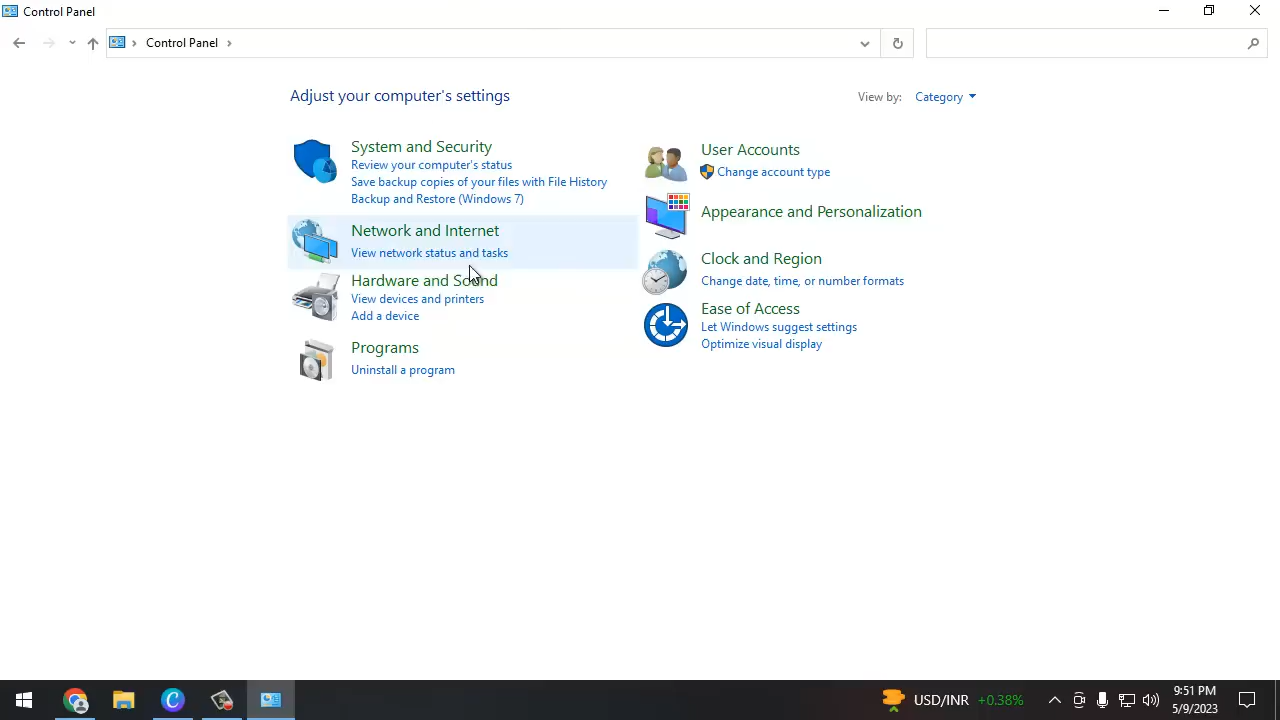 Control Panel
Control Panel
Adjust your computer's settings
View by: Category
System and Security
Review your computer's status
Save backup copies of your files with File History
Backup and Restore (Windows 7)
Network and Internet
View network status and tasks
Hardware and Sound
View devices and printers
Add a device
Programs
Uninstall a program
User Accounts
Change account type
Appearance and Personalization
Clock and Region
Change date, time, or number formats
Ease of Access
Let Windows suggest settings
Optimize visual display
USD/INR +0.38%
9:51 PM
5/9/2023